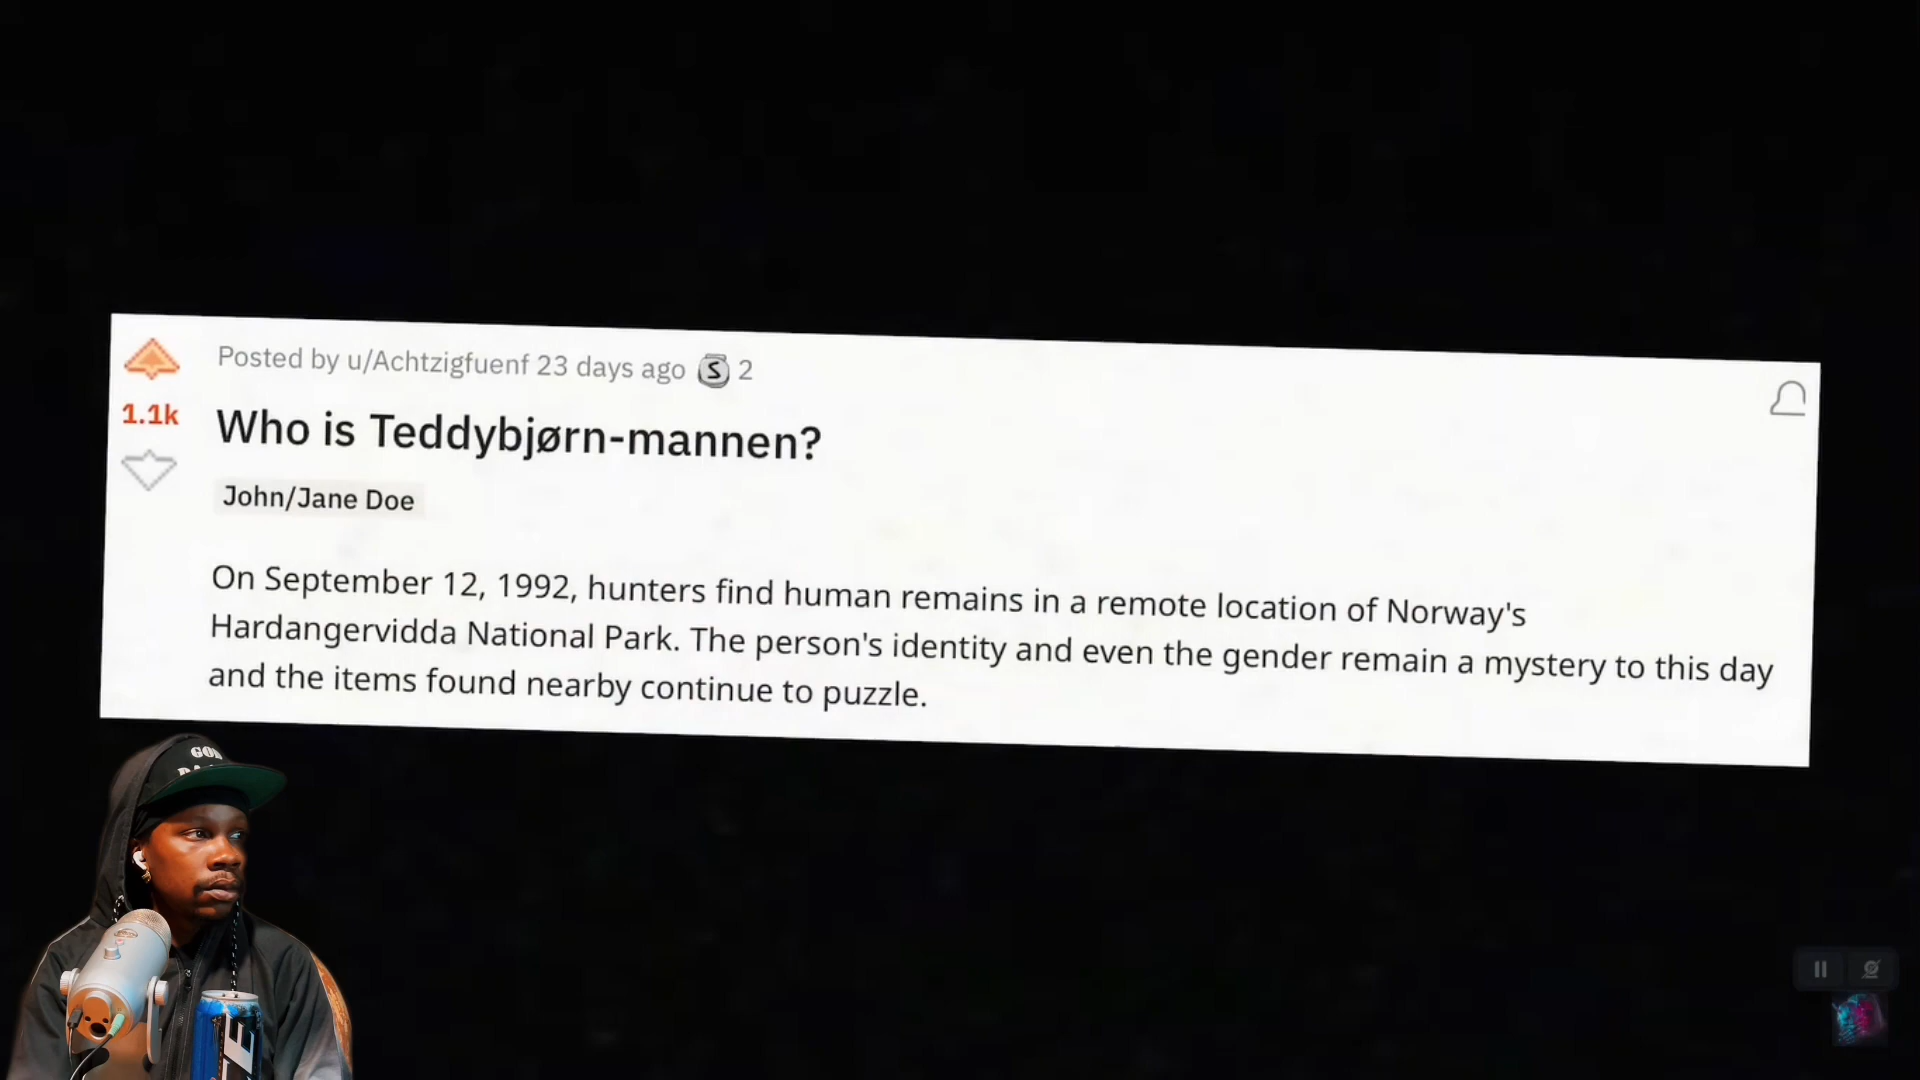 Posted by u/Achtzigfuenf 23 days ago S 2
1.1k
Who is Teddybjørn-mannen?
John/Jane Doe
On September 12, 1992, hunters find human remains in a remote location of Norway's
Hardangervidda National Park. The person's identity and even the gender remain a mystery to this day
and the items found nearby continue to puzzle.
GOD